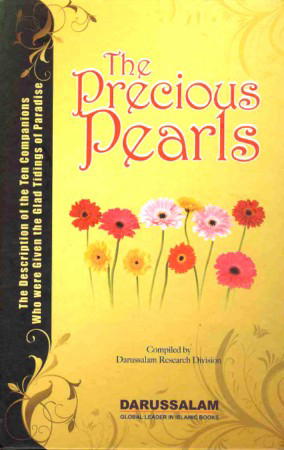 The
Precious
Pearls
The Description of the Ten Companions
Who were Given the Glad Tidings of Paradise
Compiled by
Darussalam Research Division
DARUSSALAM
GLOBAL LEADER IN ISLAMIC BOOKS